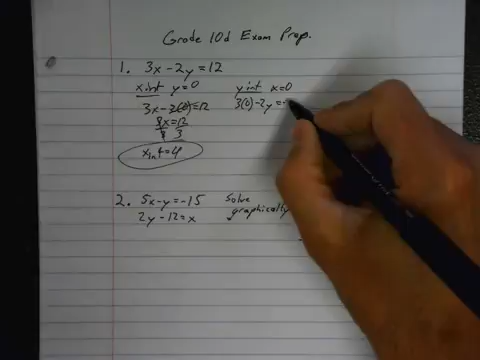 Grade 10d Exam Prep.
1. 3x - 2y = 12
x int y = 0
3x - 2(0) = 12
3x = 12
3 3
x int = 4
y int x = 0
3(0) - 2y =
2. 5x - y = -15
2y - 12 = x
Solve
graphically